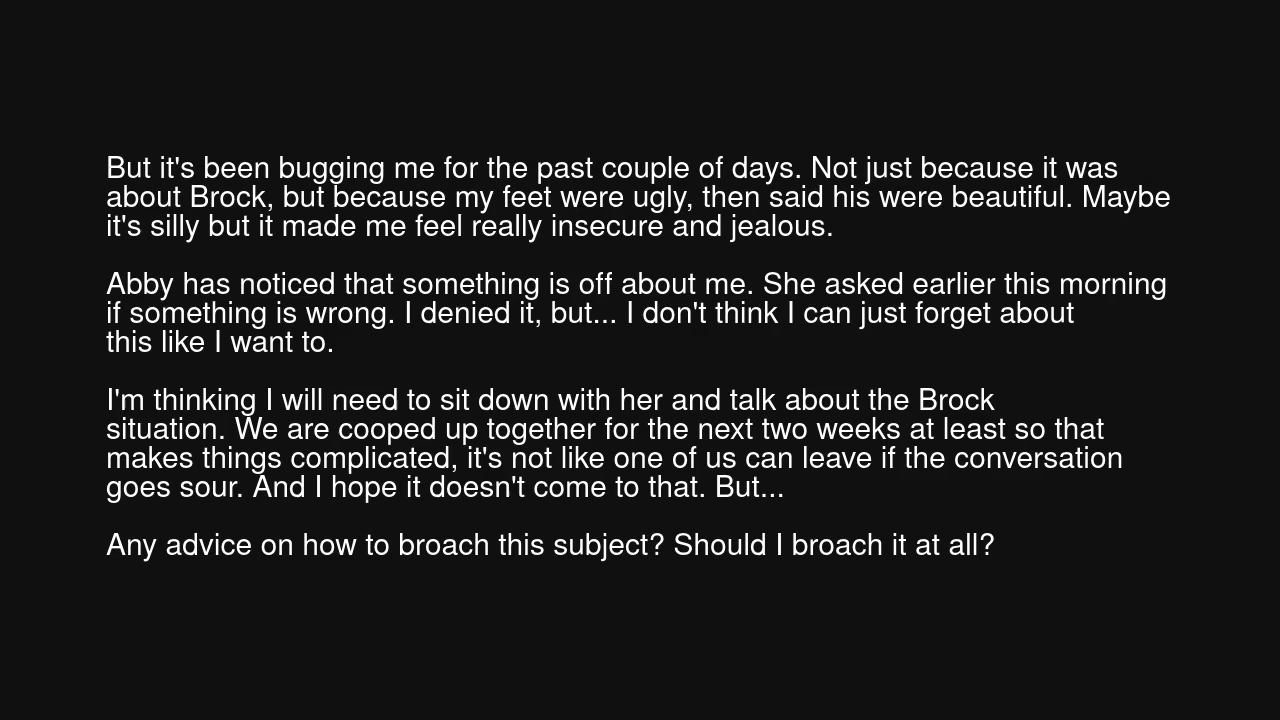 But it's been bugging me for the past couple of days. Not just because it was
about Brock, but because my feet were ugly, then said his were beautiful. Maybe
it's silly but it made me feel really insecure and jealous.
Abby has noticed that something is off about me. She asked earlier this morning
if something is wrong. I denied it, but... I don't think I can just forget about
this like I want to.
I'm thinking I will need to sit down with her and talk about the Brock
situation. We are cooped up together for the next two weeks at least so that
makes things complicated, it's not like one of us can leave if the conversation
goes sour. And I hope it doesn't come to that. But...
Any advice on how to broach this subject? Should I broach it at all?